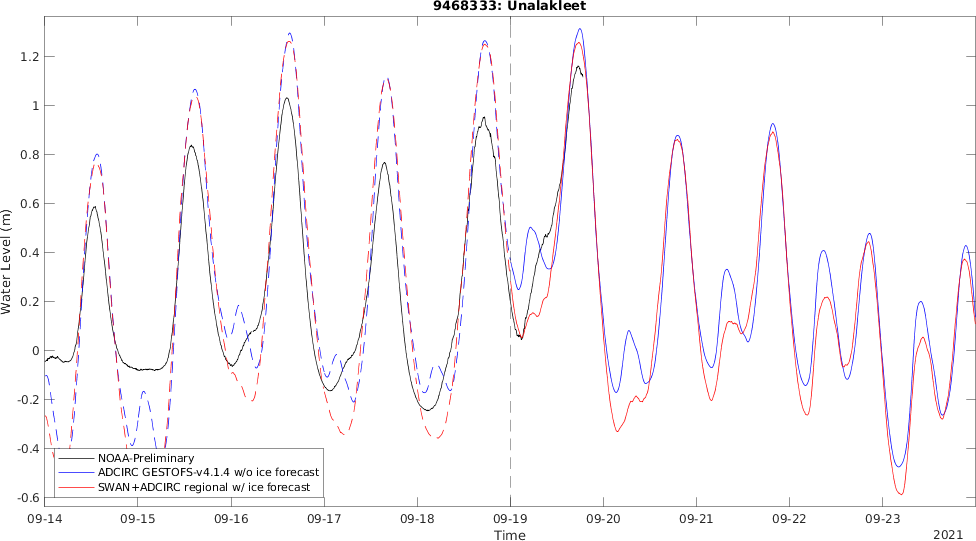 9468333: Unalakleet
Water Level (m)
1.2
1
0.8
0.6
0.4
0.2
0
-0.2
-0.4
-0.6
NOAA-Preliminary
ADCIRC GESTOFS-v4.1.4 w/o ice forecast
SWAN+ADCIRC regional w/ ice forecast
09-14 09-15 09-16 09-17 09-18 09-19 09-20 09-21 09-22 09-23
Time
2021